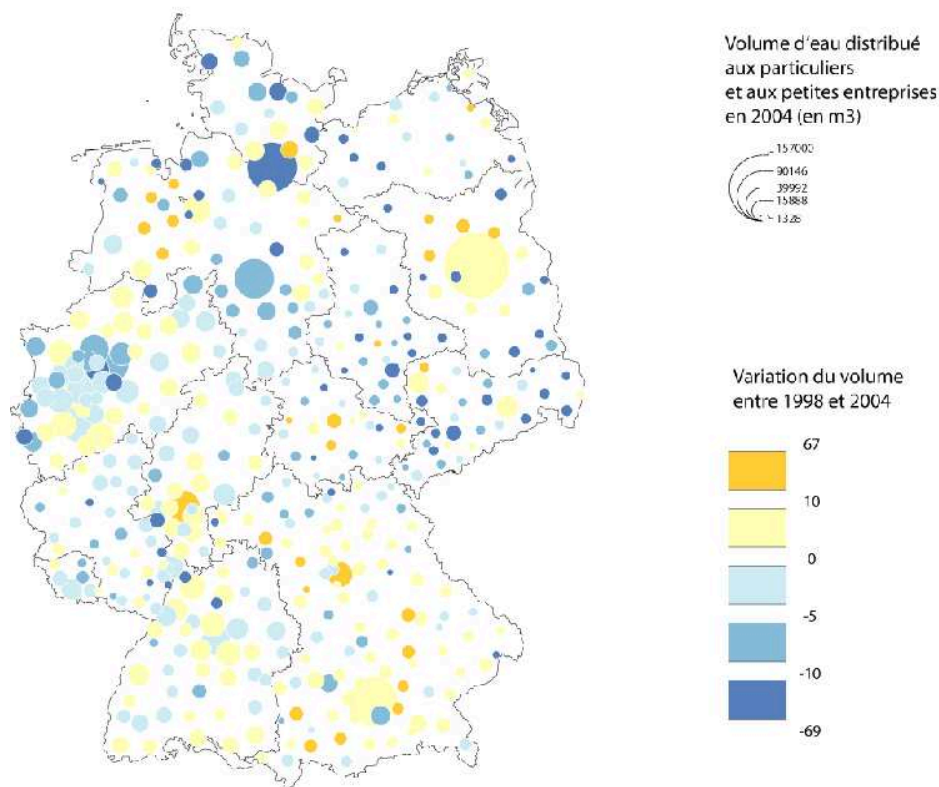 Volume d'eau distribué
aux particuliers
et aux petites entreprises
en 2004 (en m3)
157000
90146
39992
15888
1328
Variation du volume
entre 1998 et 2004
67
10
0
-5
-10
-69